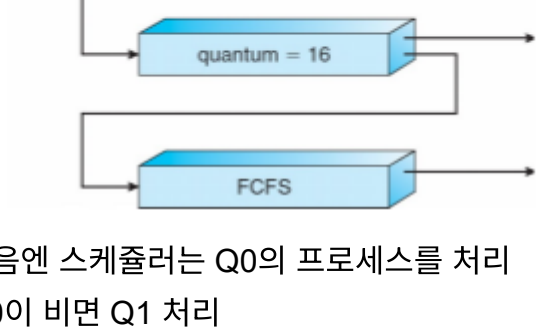 quantum = 16
FCFS
음엔 스케쥴러는 Q0의 프로세스를 처리
이 비면 Q1 처리